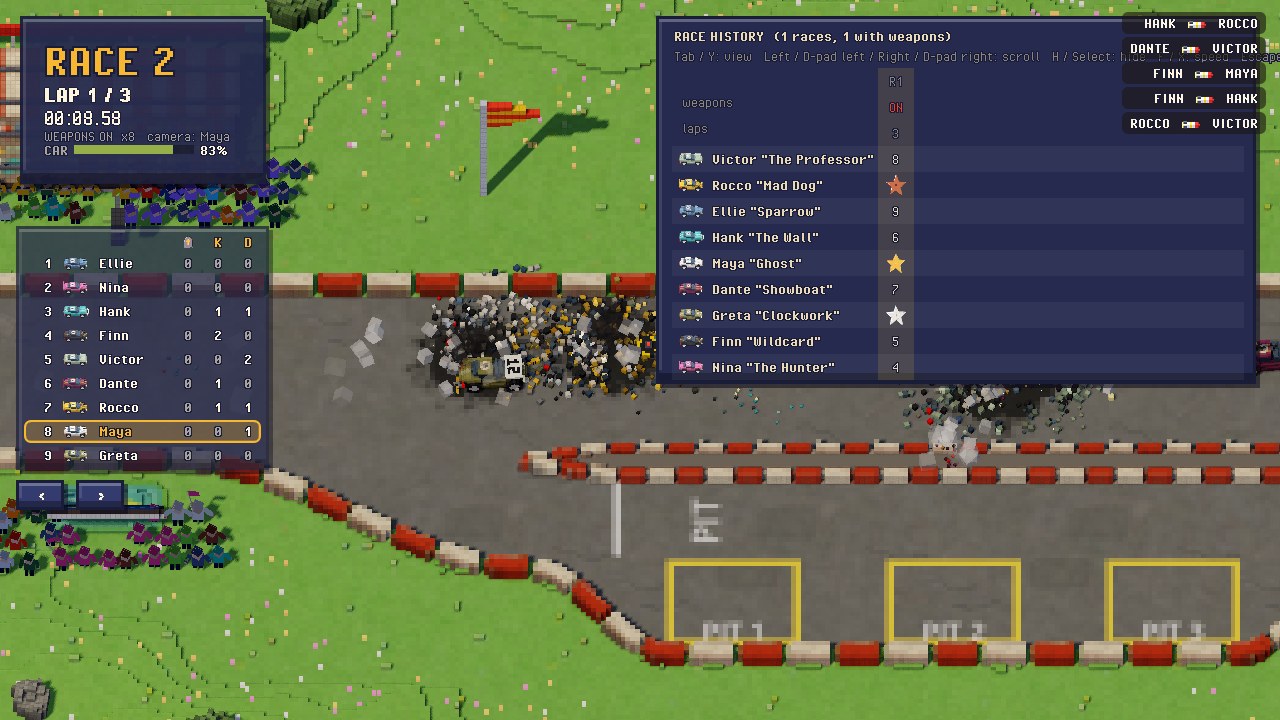 RACE 2
LAP 1 / 3
00:08.58
WEAPONS ON x8 camera: Maya
CAR 83%
K D
1 Ellie 0 0 0
2 Nina 0 0 0
3 Hank 0 1 1
4 Finn 0 2 0
5 Victor 0 0 2
6 Dante 0 1 0
7 Rocco 0 1 1
8 Maya 0 0 1
9 Greta 0 0 0
< >
RACE HISTORY (1 races, 1 with weapons)
Tab / Y: view Left / D-pad left / Right / D-pad right: scroll H / Select: hide
R1
weapons ON
laps 3
Victor "The Professor" 8
Rocco "Mad Dog"
Ellie "Sparrow" 9
Hank "The Wall" 6
Maya "Ghost"
Dante "Showboat" 7
Greta "Clockwork"
Finn "Wildcard" 5
Nina "The Hunter" 4
HANK ROCCO
DANTE VICTOR
FINN MAYA
FINN HANK
ROCCO VICTOR
12
PIT
PIT 1
PIT 2
PIT 3